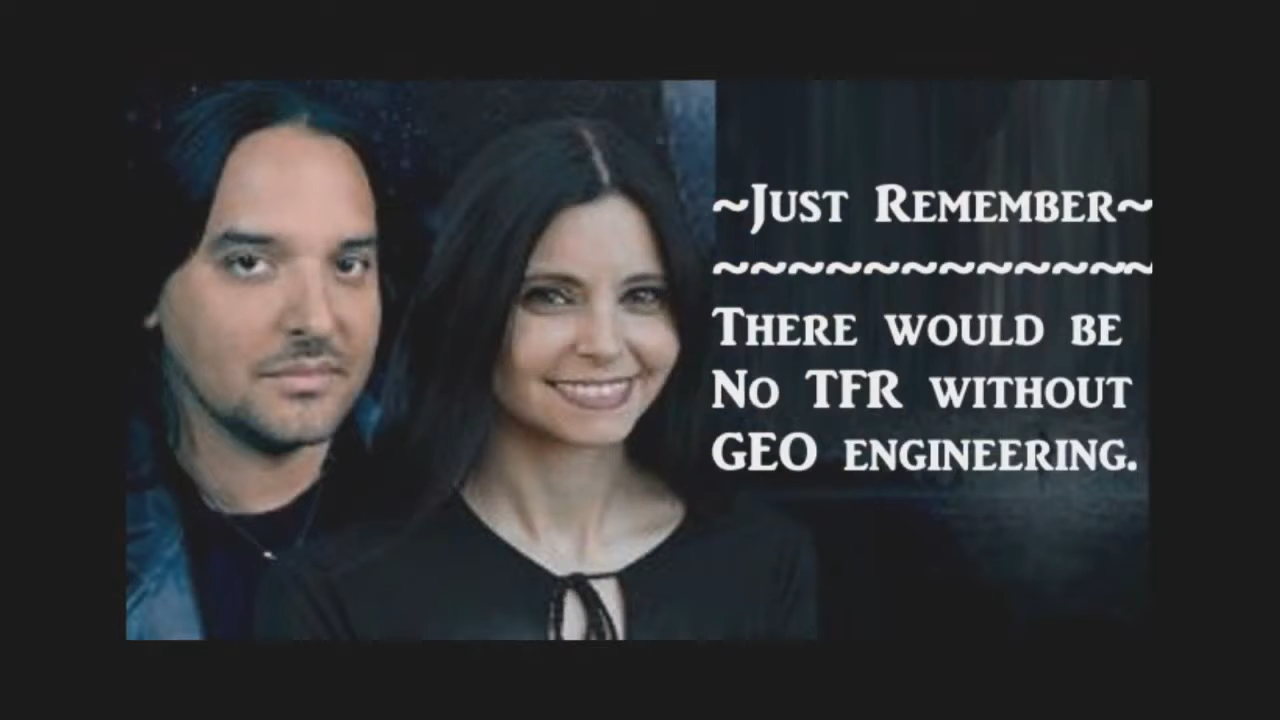 ~Just Remember~
~~~~~~~~~~~~
There would be
No TFR without
GEO engineering.